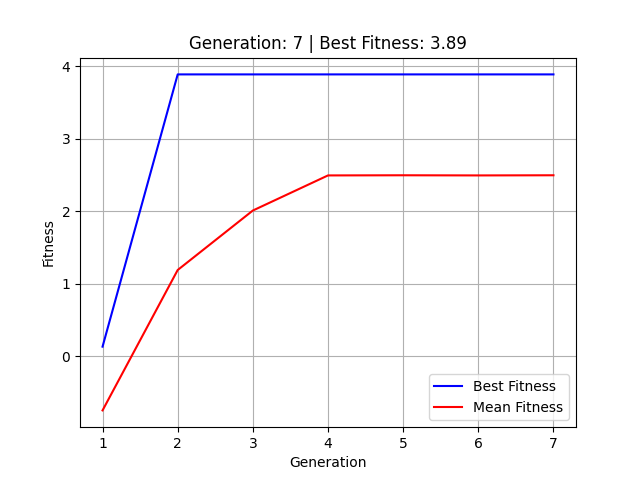 Generation: 7 | Best Fitness: 3.89
4
3
2
1
0
Fitness
Best Fitness
Mean Fitness
1 2 3 4 5 6 7
Generation